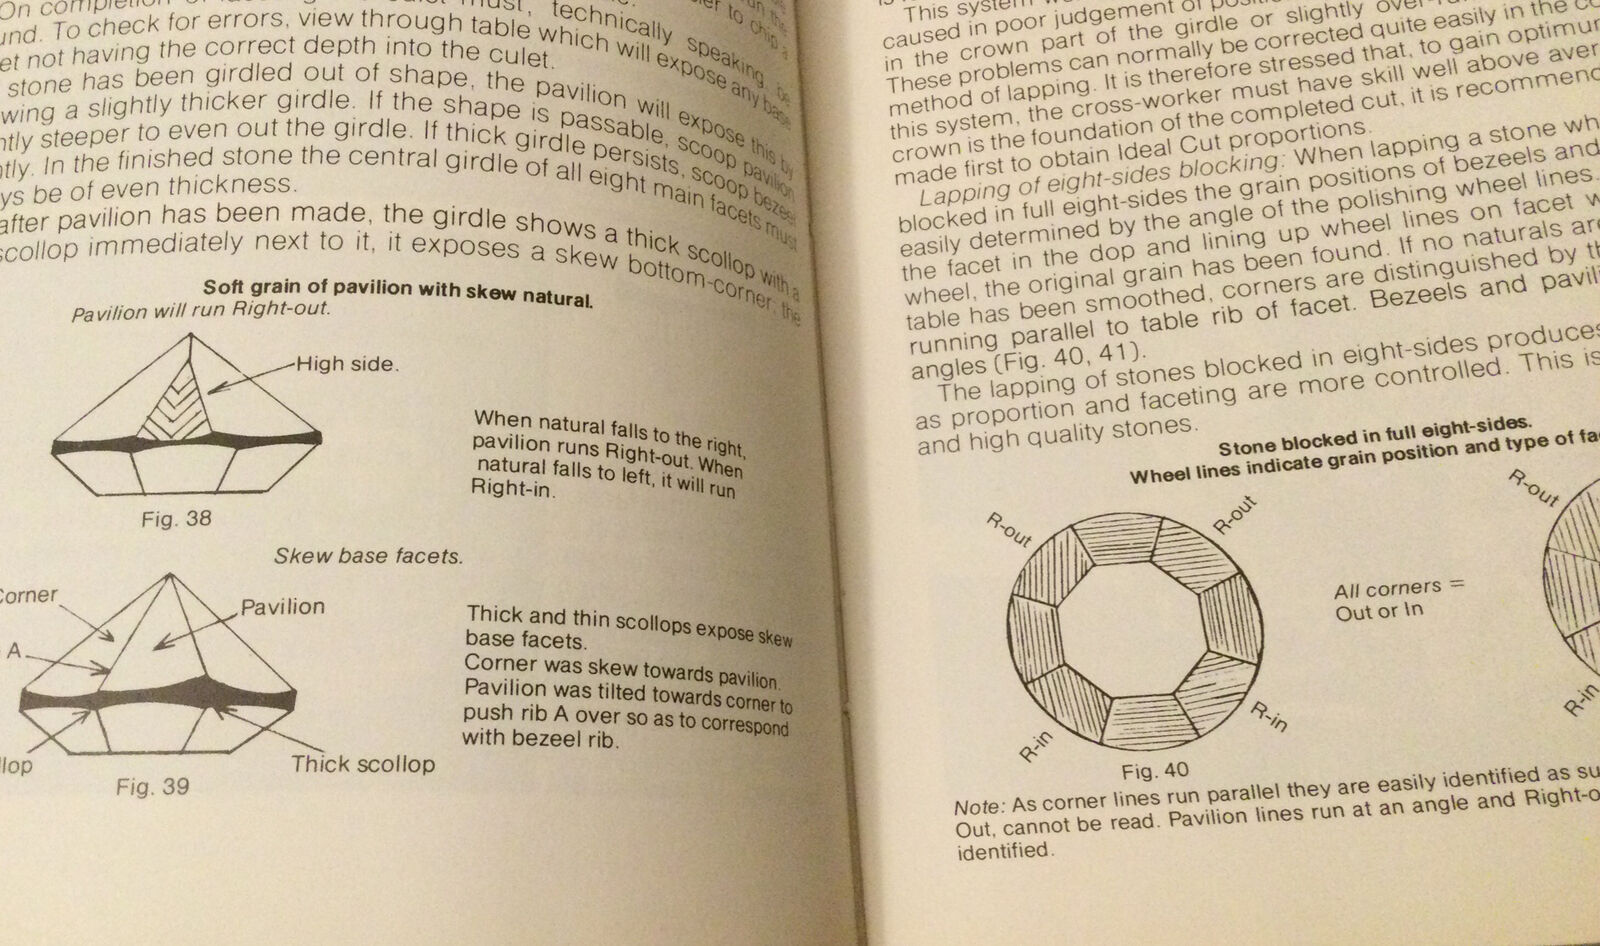 On completion of
und. To check for errors, view through table which will expose any base
et not having the correct depth into the culet.
stone has been girdled out of shape, the pavilion will expose this by
wing a slightly thicker girdle. If the shape is passable, scoop pavilion
tly steeper to even out the girdle. If thick girdle persists, scoop bezeel
tly. In the finished stone the central girdle of all eight main facets must
ys be of even thickness.
after pavilion has been made, the girdle shows a thick scollop with a
scollop immediately next to it, it exposes a skew bottom-corner, the
Soft grain of pavilion with skew natural.
Pavilion will run Right-out.
High side.
When natural falls to the right,
pavilion runs Right-out. When
natural falls to left, it will run
Right-in.
Fig. 38
Skew base facets.
Corner
Pavilion
A
Thick and thin scollops expose skew
base facets.
Corner was skew towards pavilion.
Pavilion was tilted towards corner to
push rib A over so as to correspond
with bezeel rib.
llop
Thick scollop
Fig. 39
This system
caused in poor judgement of
in the crown part of the girdle or slightly
These problems can normally be corrected quite easily in the
method of lapping. It is therefore stressed that, to gain optimum
this system, the cross-worker must have skill well above aver
crown is the foundation of the completed cut, it is recommend
made first to obtain Ideal Cut proportions.
Lapping of eight-sides blocking: When lapping a stone wh
blocked in full eight-sides the grain positions of bezeels and
easily determined by the angle of the polishing wheel lines.
the facet in the dop and lining up wheel lines on facet w
wheel, the original grain has been found. If no naturals are
table has been smoothed, corners are distinguished by th
running parallel to table rib of facet. Bezeels and pavili
angles (Fig. 40, 41).
The lapping of stones blocked in eight-sides produces
as proportion and faceting are more controlled. This is
and high quality stones.
Stone blocked in full eight-sides.
Wheel lines indicate grain position and type of fa
R-out
R-out
R-out
All corners =
Out or In
R-in
R-in
R-in
Fig. 40
Note: As corner lines run parallel they are easily identified as su
Out, cannot be read. Pavilion lines run at an angle and Right-o
identified.